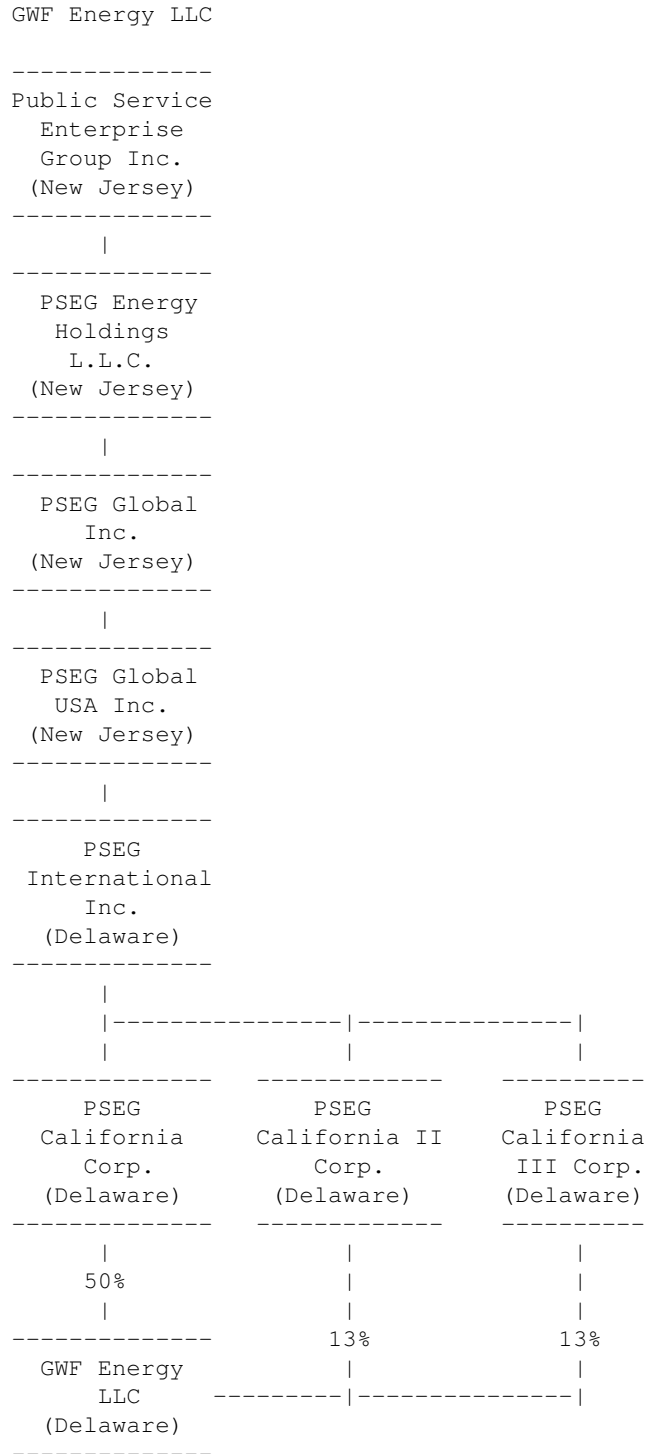 GWF Energy LLC
--------------
Public Service
Enterprise
Group Inc.
(New Jersey)
--------------
|
--------------
PSEG Energy
Holdings
L.L.C.
(New Jersey)
--------------
|
--------------
PSEG Global
Inc.
(New Jersey)
--------------
|
--------------
PSEG Global
USA Inc.
(New Jersey)
--------------
|
--------------
PSEG
International
Inc.
(Delaware)
--------------
|
|----------------|---------------|
| | |
-------------- ------------- ----------
PSEG PSEG PSEG
California California II California
Corp. Corp. III Corp.
(Delaware) (Delaware) (Delaware)
-------------- ------------- ----------
| | |
50% | |
| | |
-------------- 13% 13%
GWF Energy | |
LLC ---------|---------------|
(Delaware)
--------------